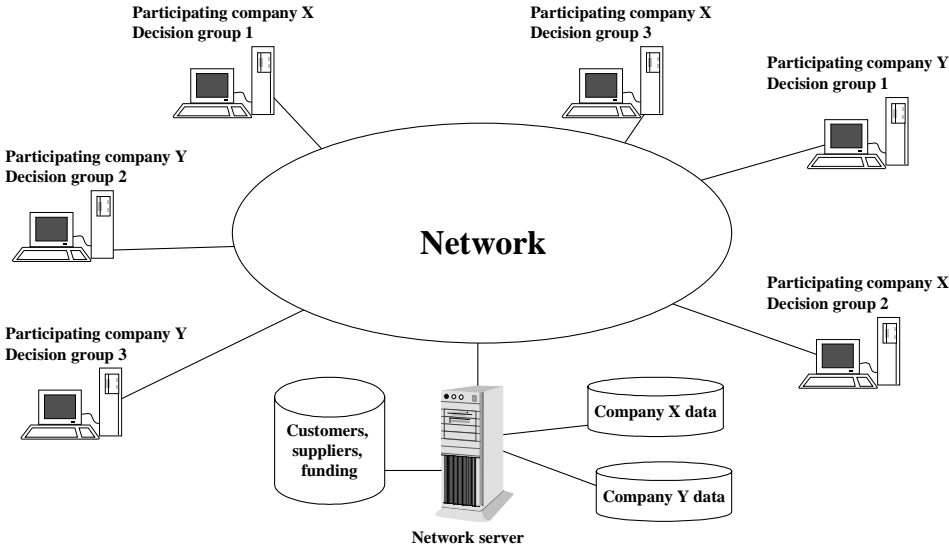 Participating company X
Decision group 1
Participating company X
Decision group 3
Participating company Y
Decision group 1
Participating company Y
Decision group 2
Network
Participating company X
Decision group 2
Participating company Y
Decision group 3
Customers,
suppliers,
funding
Company X data
Company Y data
Network server